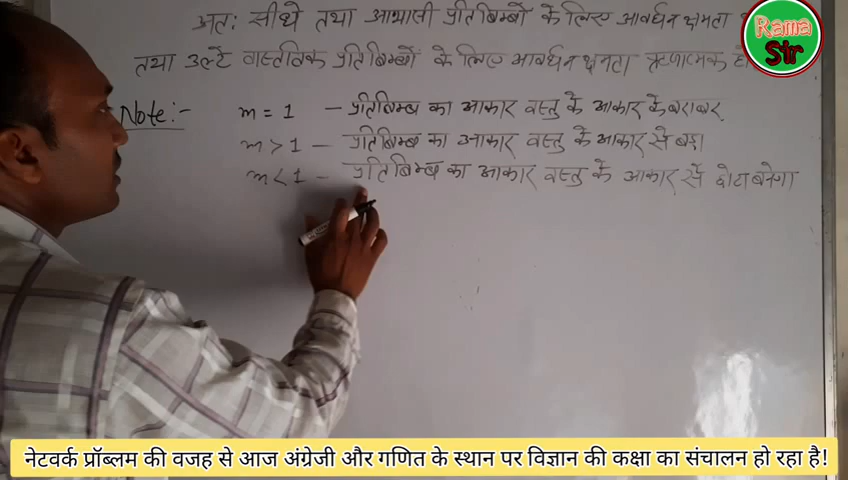 अतः सीधे तथा आभासी प्रतिबिम्बों के लिए आवर्धन क्षमता
तथा उल्टे वास्तविक प्रतिबिम्बों के लिए आवर्धन क्षमता ऋणात्मक हो
Note:-
m = 1 - प्रतिबिम्ब का आकार वस्तु के आकार के बराबर
m > 1 - प्रतिबिम्ब का आकार वस्तु के आकार से बड़ा
m < 1 - प्रतिबिम्ब का आकार वस्तु के आकार से छोटा बनेगा
Rama
Sir
नेटवर्क प्रॉब्लम की वजह से आज अंग्रेजी और गणित के स्थान पर विज्ञान की कक्षा का संचालन हो रहा है!